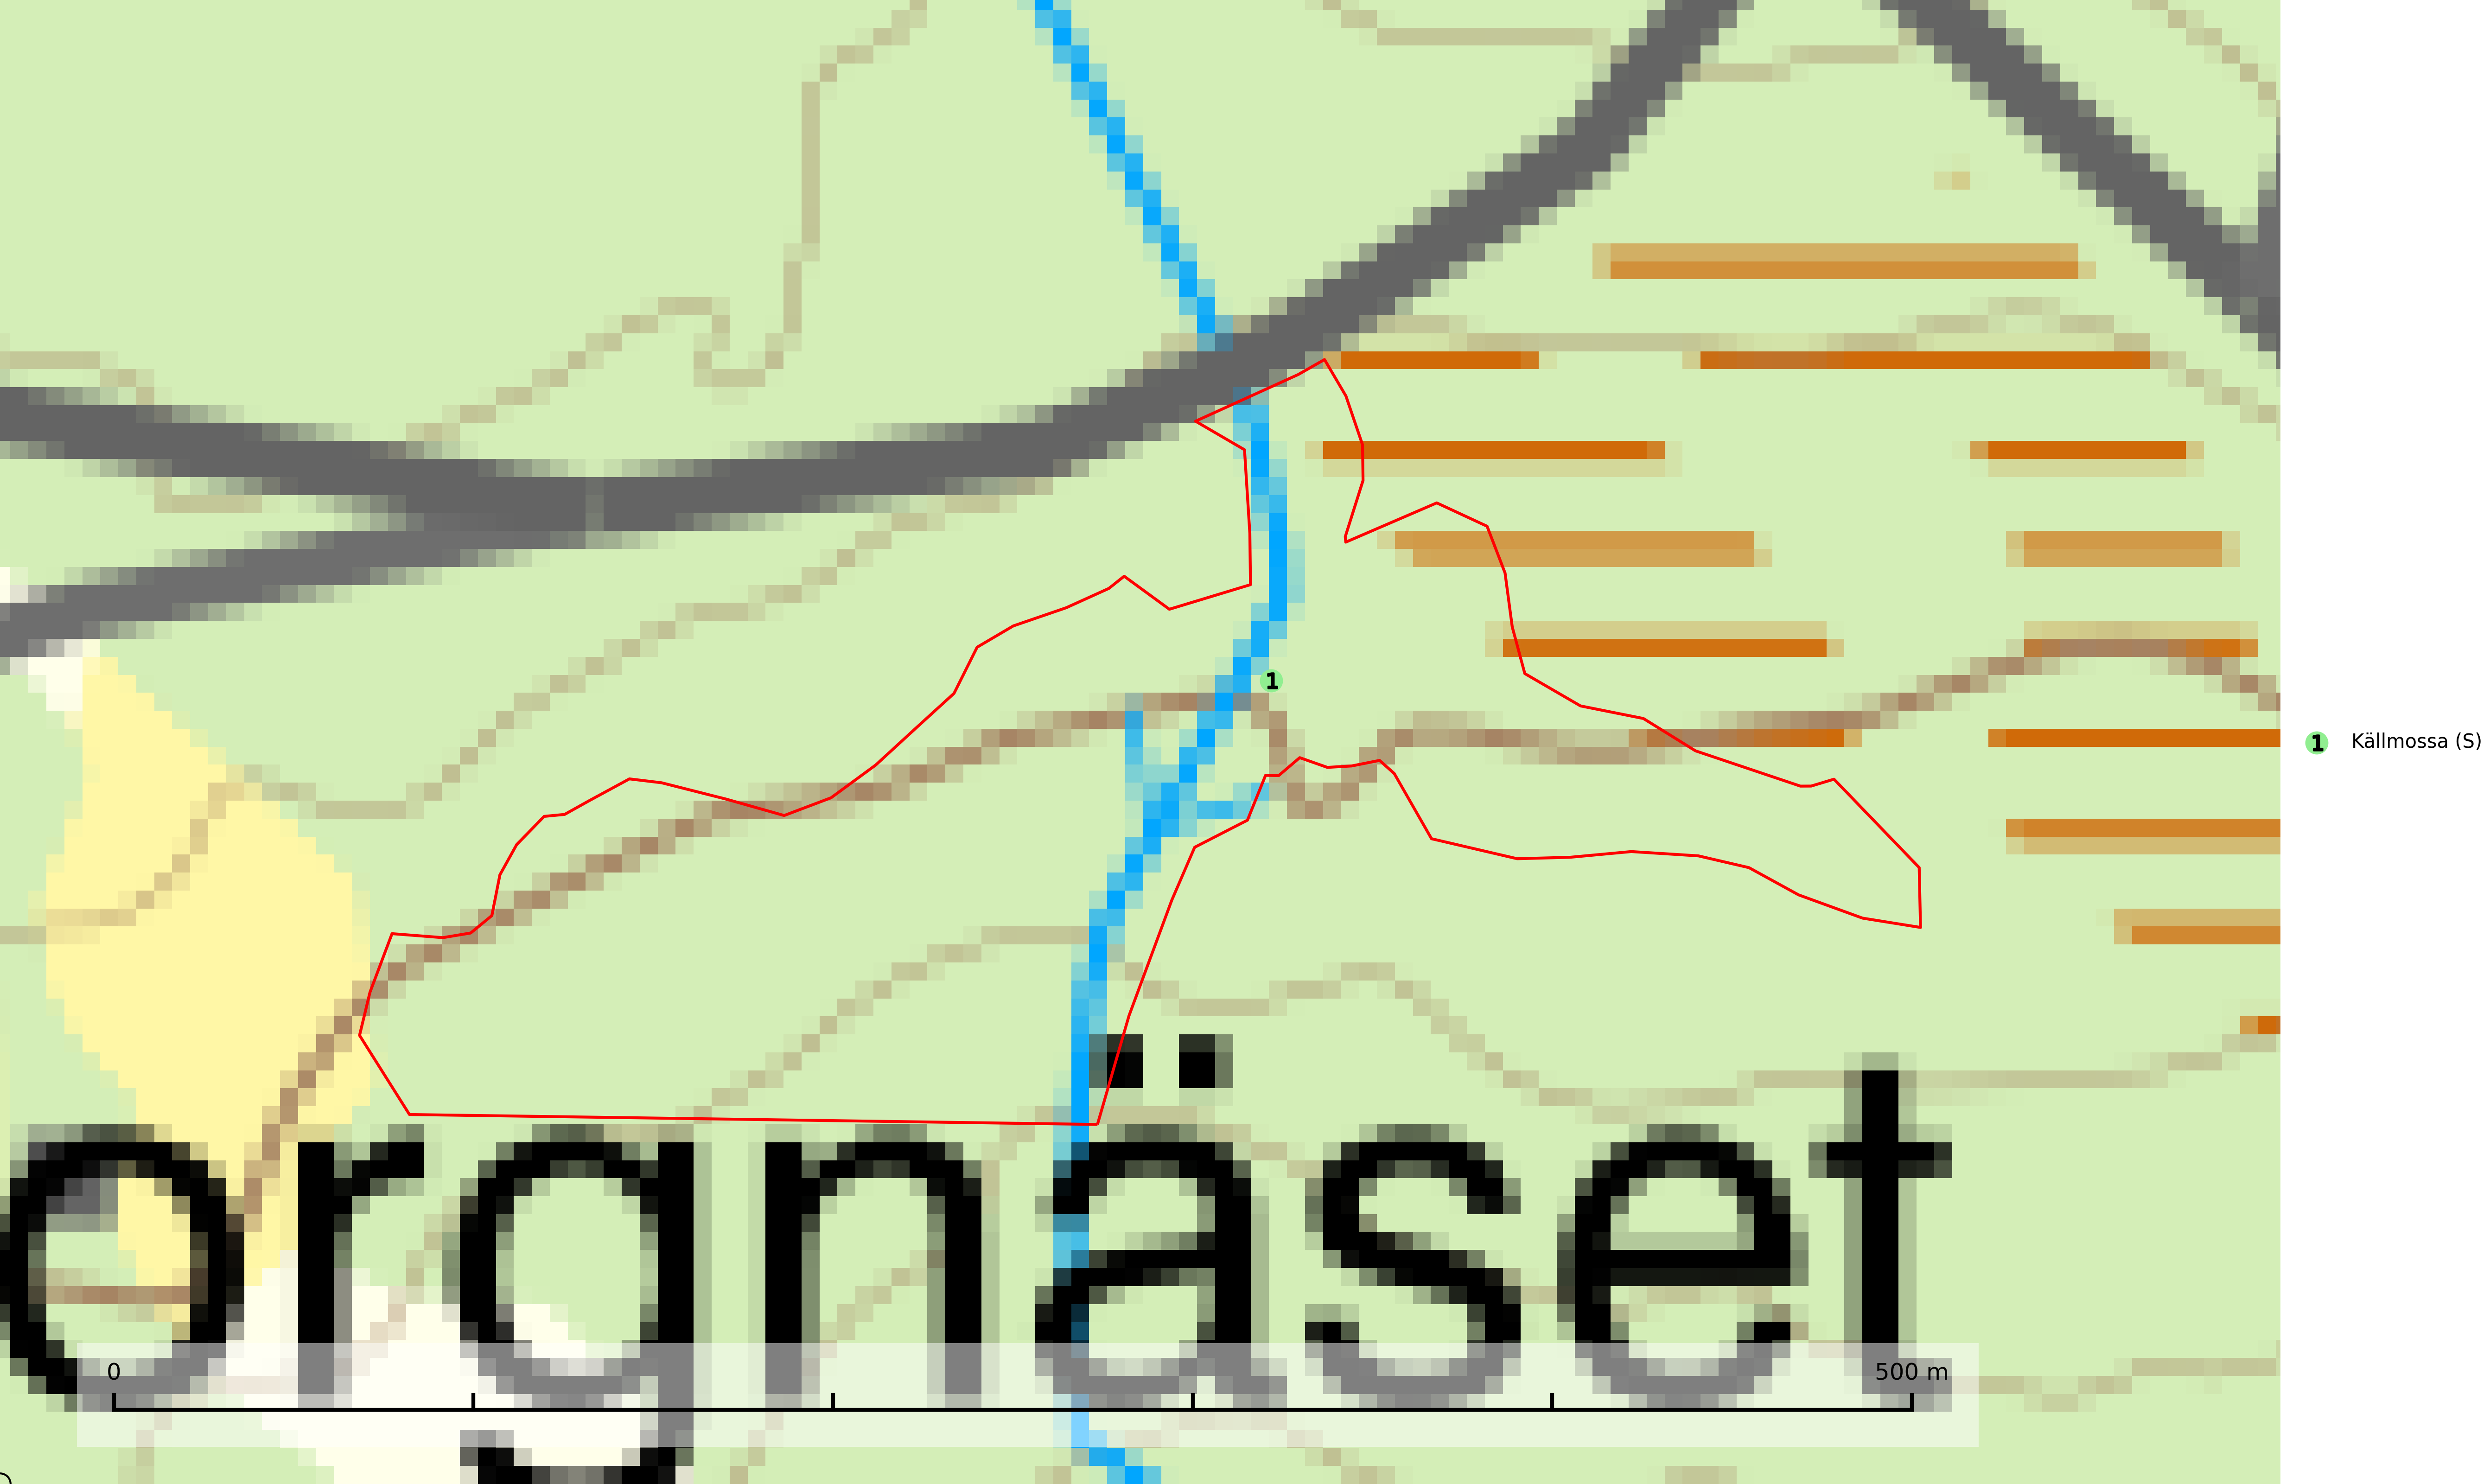 1
1 Källmossa (S)
ergnäset
0 500 m